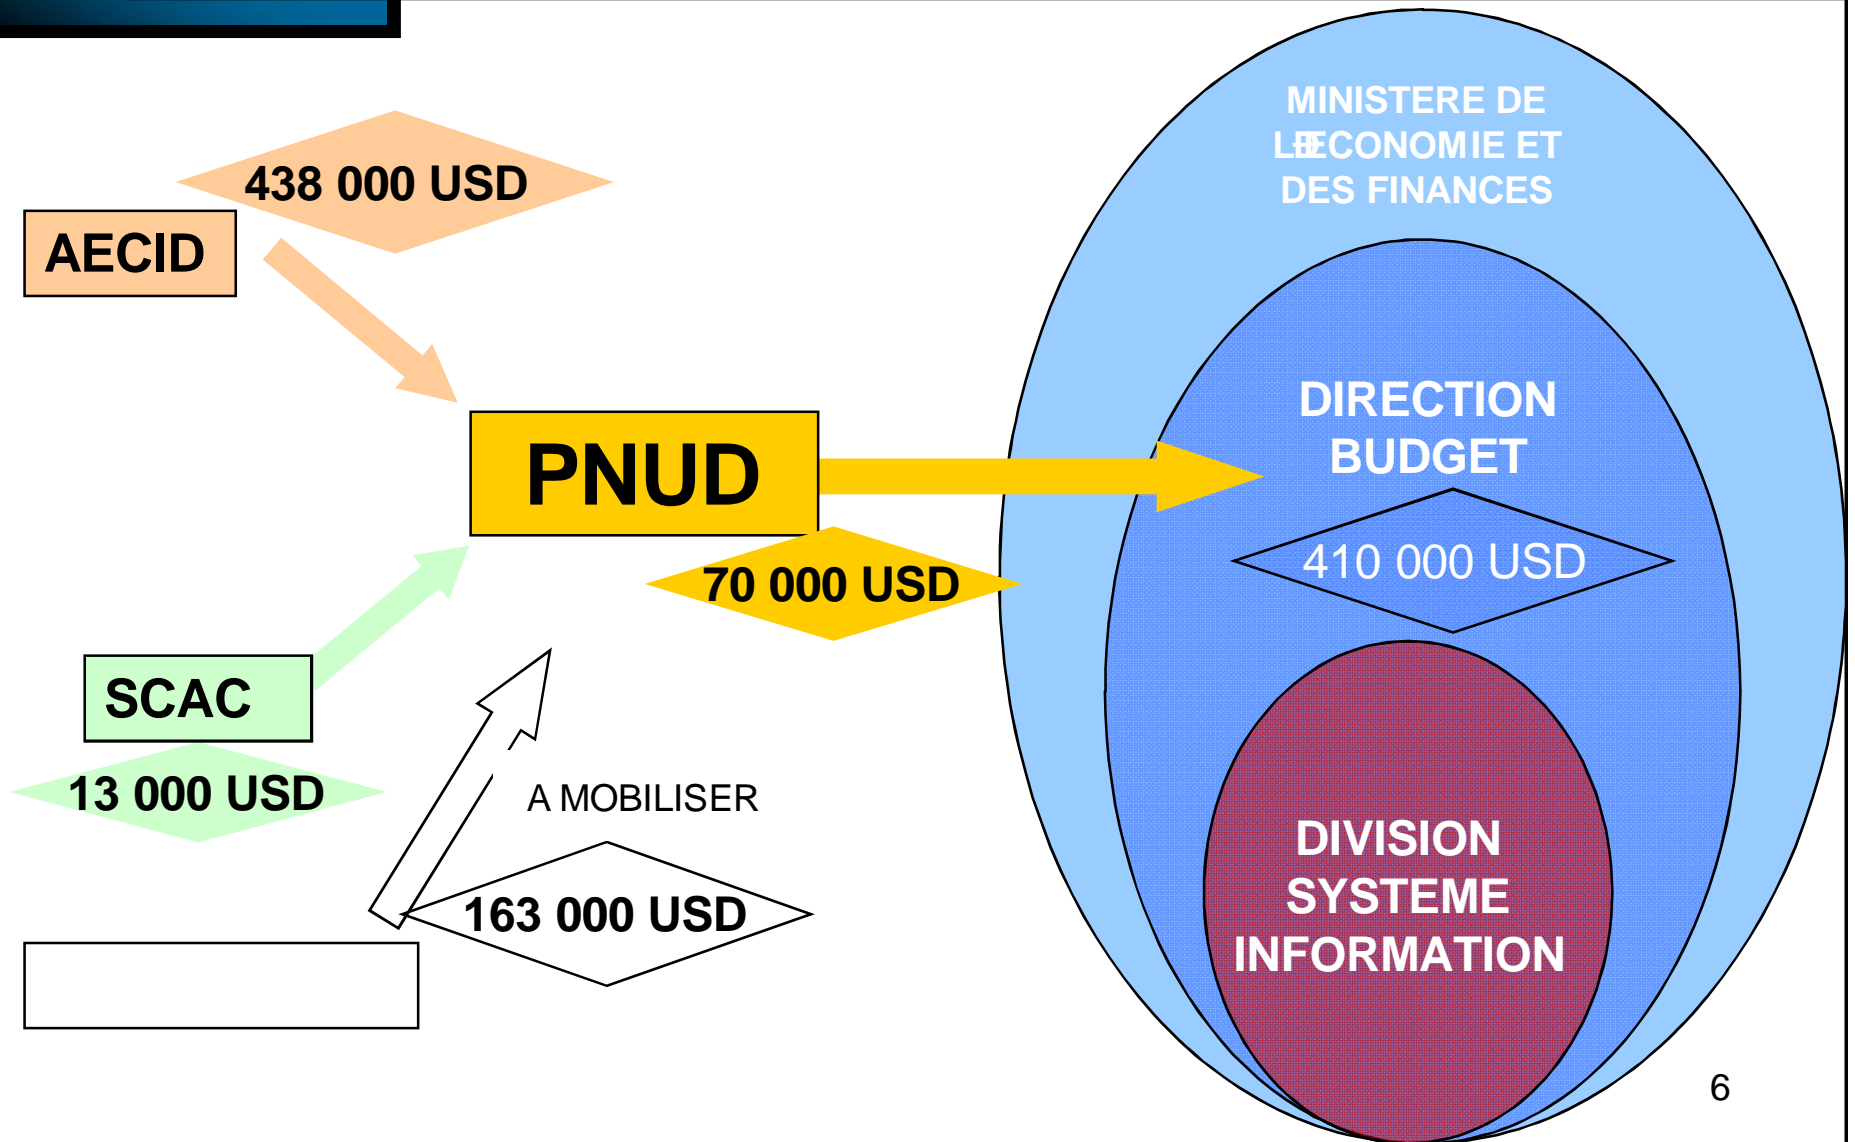 438 000 USD
AECID
PNUD
70 000 USD
SCAC
13 000 USD
A MOBILISER
163 000 USD
MINISTERE DE
ECONOMIE ET
DES FINANCES
DIRECTION
BUDGET
410 000 USD
DIVISION
SYSTEME
INFORMATION
6